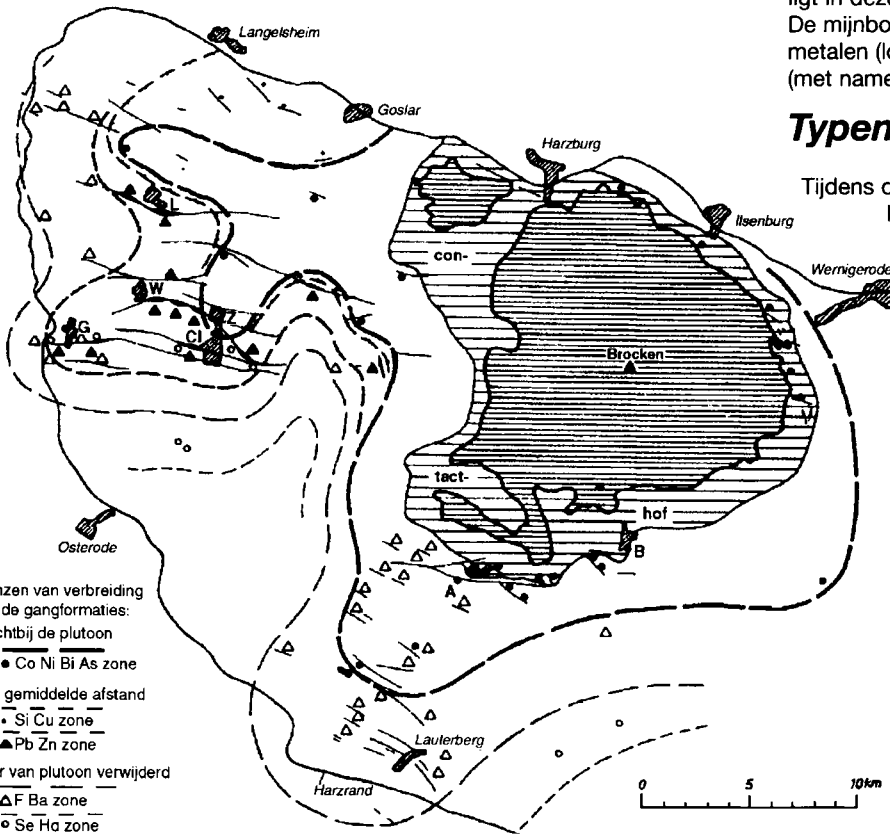 ligt in deze
De mijnbo
metalen (lo
(met name
Typen
Tijdens d
Langelsheim
Goslar
Harzburg
Ilsenburg
Wernigerode
con-
L
W
Z
G
Cl
Brocken
V
tact-
hof
B
A
Osterode
Lauterberg
Harzrand
nzen van verbreiding
de gangformaties:
chtbij de plutoon
Co Ni Bi As zone
gemiddelde afstand
Si Cu zone
Pb Zn zone
r van plutoon verwijderd
F Ba zone
Se Hg zone
0 5 10km